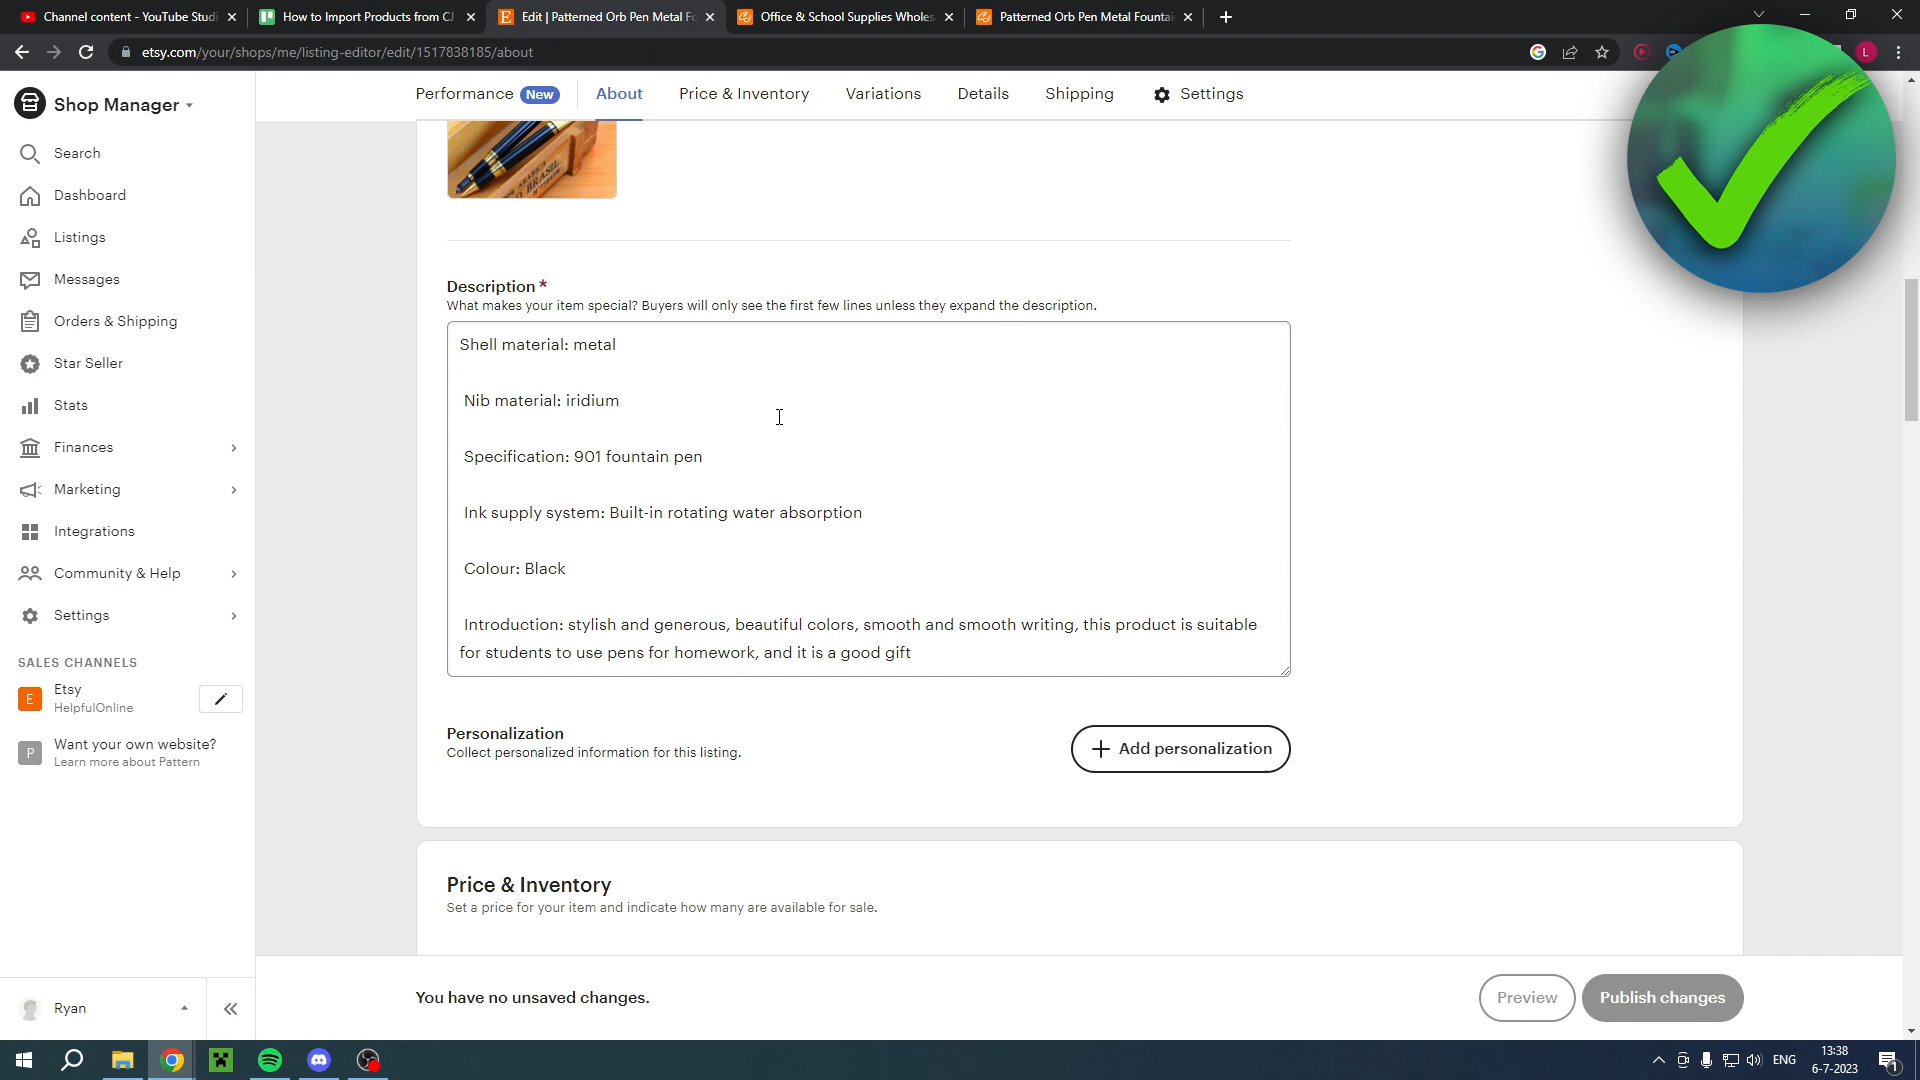 Channel content - YouTube Studi
How to Import Products from CJ
Edit | Patterned Orb Pen Metal Fo
Office & School Supplies Wholes
Patterned Orb Pen Metal Fountai
etsy.com/your/shops/me/listing-editor/edit/1517838185/about
L
Shop Manager
Search
Dashboard
Listings
Messages
Orders & Shipping
Star Seller
Stats
Finances
Marketing
Integrations
Community & Help
Settings
SALES CHANNELS
E
Etsy
HelpfulOnline
P
Want your own website?
Learn more about Pattern
Ryan
Performance New
About
Price & Inventory
Variations
Details
Shipping
Settings
ARABICA
O BRASIL
Description *
What makes your item special? Buyers will only see the first few lines unless they expand the description.
Shell material: metal
Nib material: iridium
Specification: 901 fountain pen
Ink supply system: Built-in rotating water absorption
Colour: Black
Introduction: stylish and generous, beautiful colors, smooth and smooth writing, this product is suitable
for students to use pens for homework, and it is a good gift
Personalization
Collect personalized information for this listing.
Add personalization
Price & Inventory
Set a price for your item and indicate how many are available for sale.
You have no unsaved changes.
Preview
Publish changes
ENG
13:38
6-7-2023
1